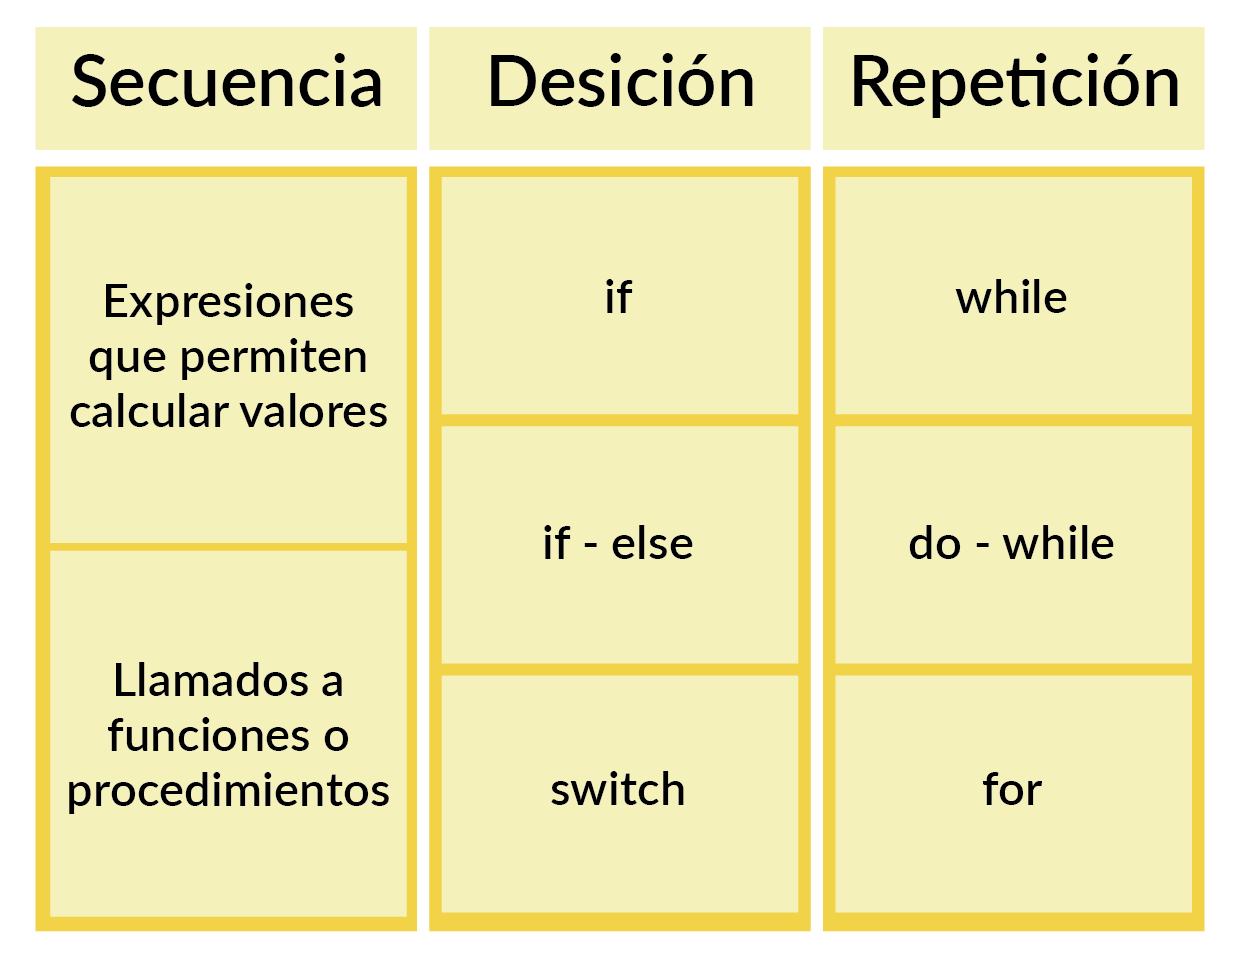 Secuencia
Desición
Repetición
Expresiones
que permiten
calcular valores
Llamados a
funciones o
procedimientos
if
if - else
switch
while
do - while
for